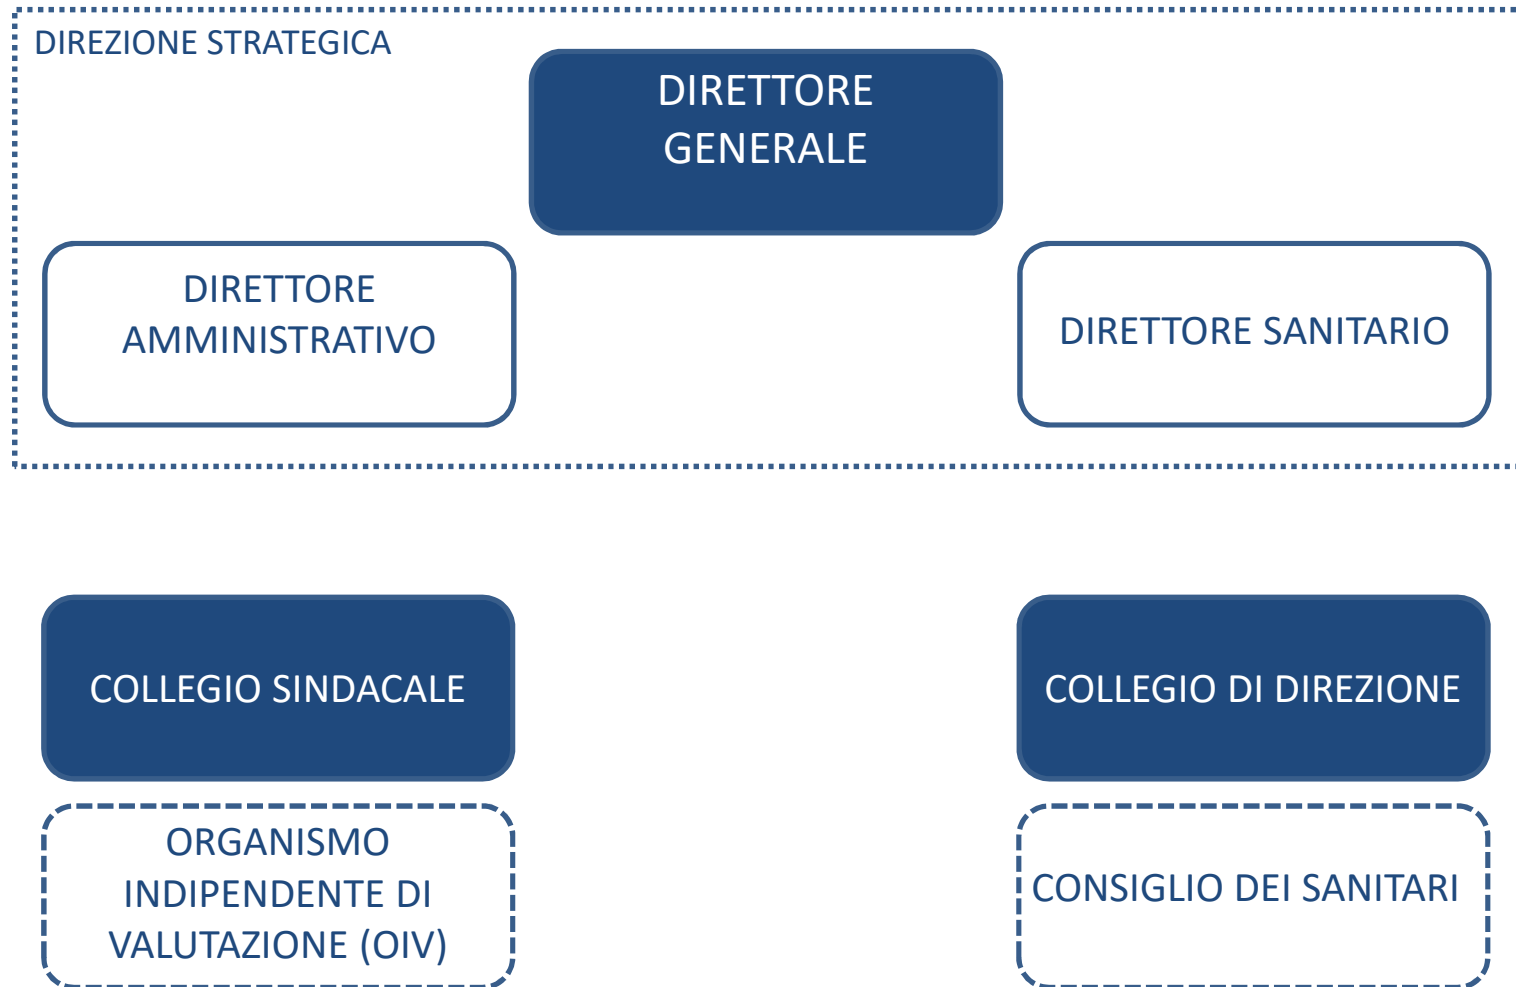 DIREZIONE STRATEGICA
DIRETTORE
GENERALE
DIRETTORE
AMMINISTRATIVO
DIRETTORE SANITARIO
COLLEGIO SINDACALE
COLLEGIO DI DIREZIONE
ORGANISMO
INDIPENDENTE DI
VALUTAZIONE (OIV)
CONSIGLIO DEI SANITARI